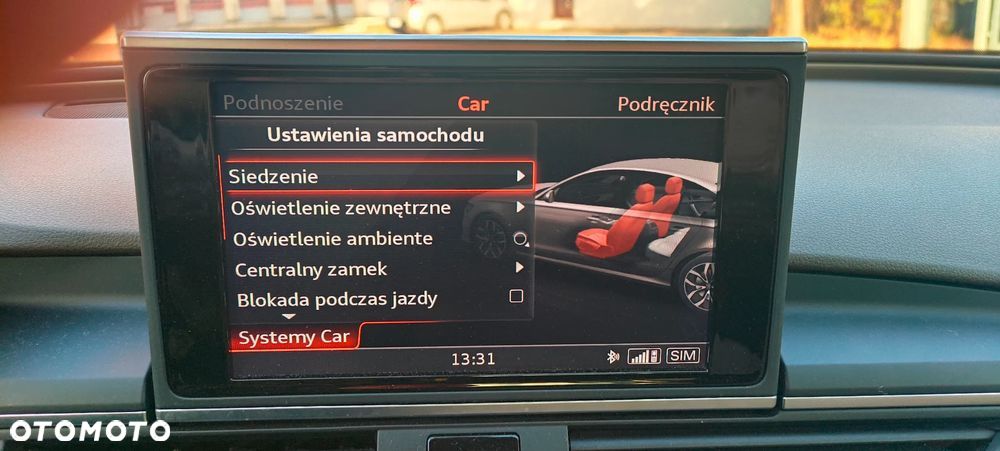 Podnoszenie Car Podręcznik
Ustawienia samochodu
Siedzenie
Oświetlenie zewnętrzne
Oświetlenie ambiente
Centralny zamek
Blokada podczas jazdy
Systemy Car
13:31 SIM
OTOMOTO